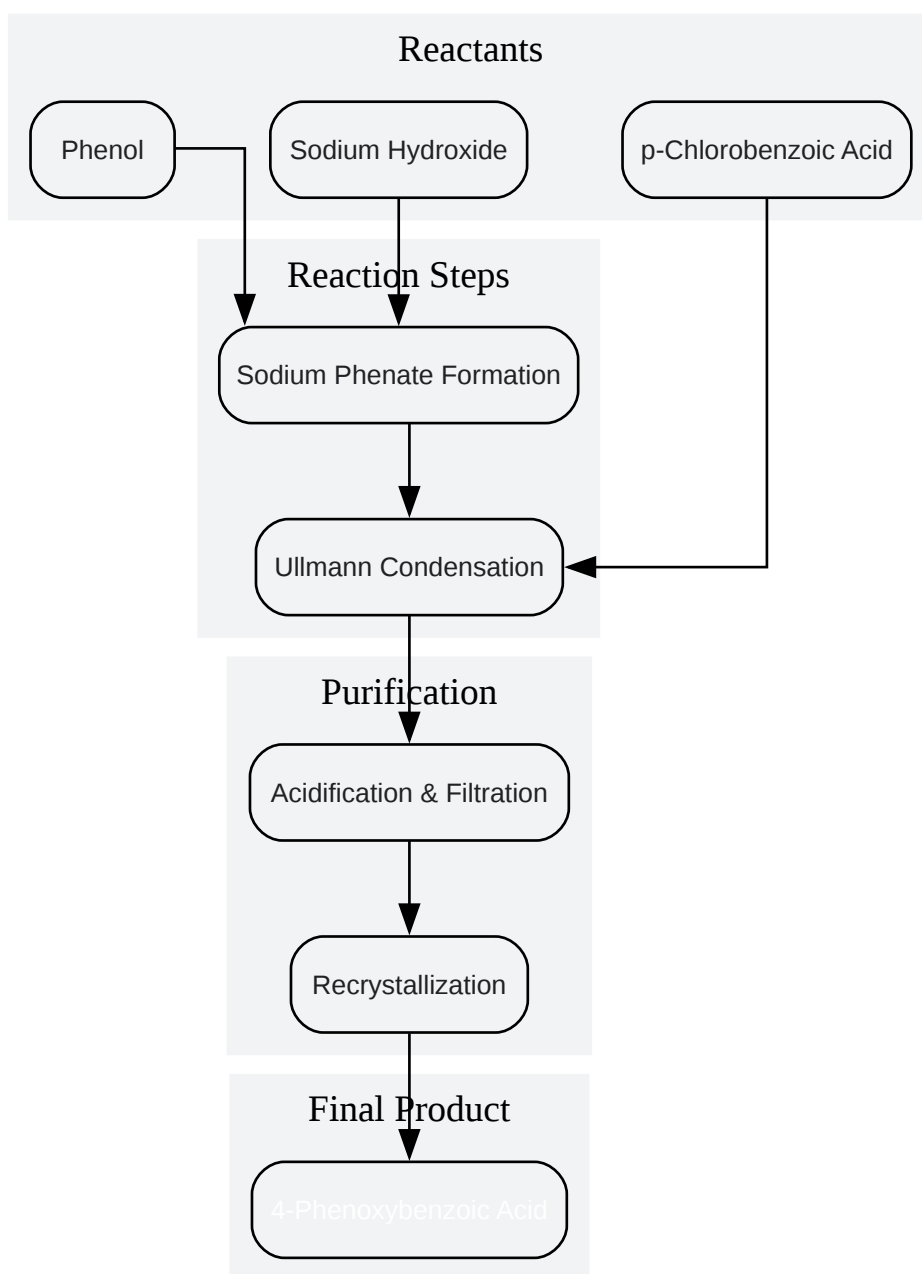 Reactants
Phenol
Sodium Hydroxide
p-Chlorobenzoic Acid
Reaction Steps
Sodium Phenate Formation
Ullmann Condensation
Purification
Acidification & Filtration
Recrystallization
Final Product
4-Phenoxybenzoic Acid